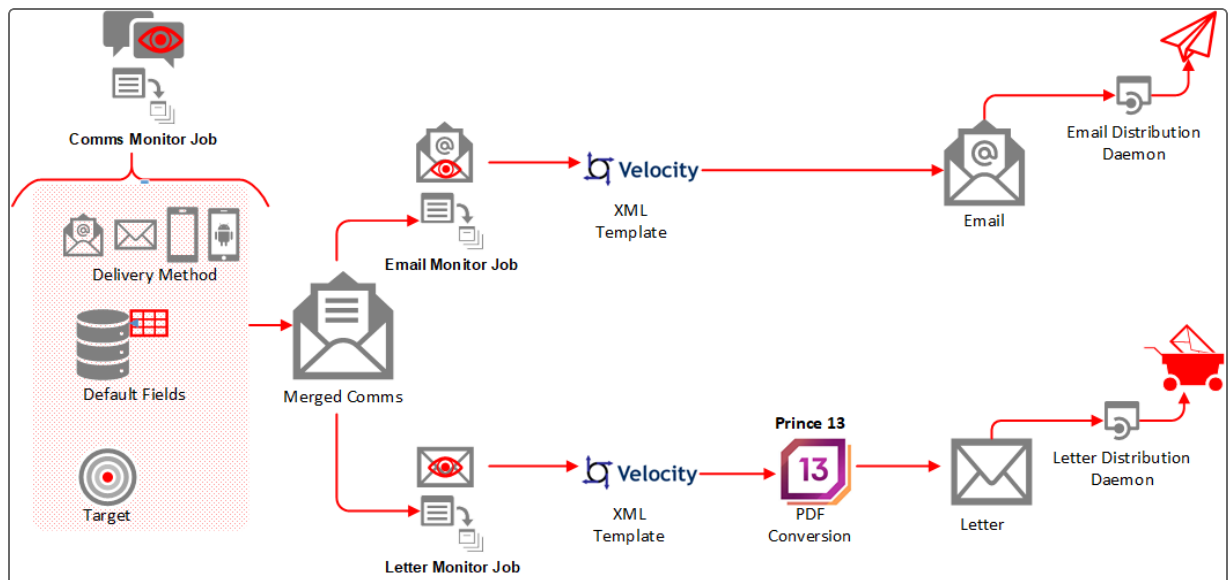 Comms Monitor Job
@
Delivery Method
Default Fields
Target
Merged Comms
@
Email Monitor Job
Velocity
XML
Template
@
Email
Email Distribution
Daemon
Letter Monitor Job
Velocity
XML
Template
Prince 13
13
PDF
Conversion
Letter
Letter Distribution
Daemon